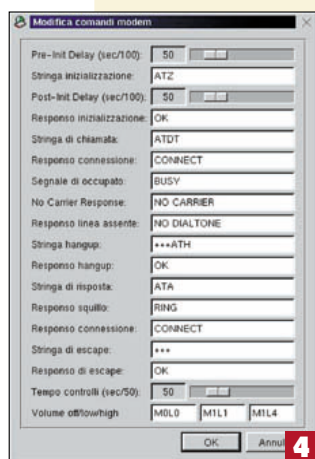 Modifica comandi modem
Pre-Init Delay (sec/100): 50
Stringa inizializzazione: ATZ
Post-Init Delay (sec/100): 50
Responso inizializzazione: OK
Stringa di chiamata: ATDT
Responso connessione: CONNECT
Segnale di occupato: BUSY
No Carrier Response: NO CARRIER
Responso linea assente: NO DIALTONE
Stringa hangup: +++ATH
Responso hangup: OK
Stringa di risposta: ATA
Responso squillo: RING
Responso connessione: CONNECT
Stringa di escape: +++
Responso di escape: OK
Tempo controlli (sec/50): 50
Volume off/low/high M0L0 M1L1 M1L4
OK Annul
4